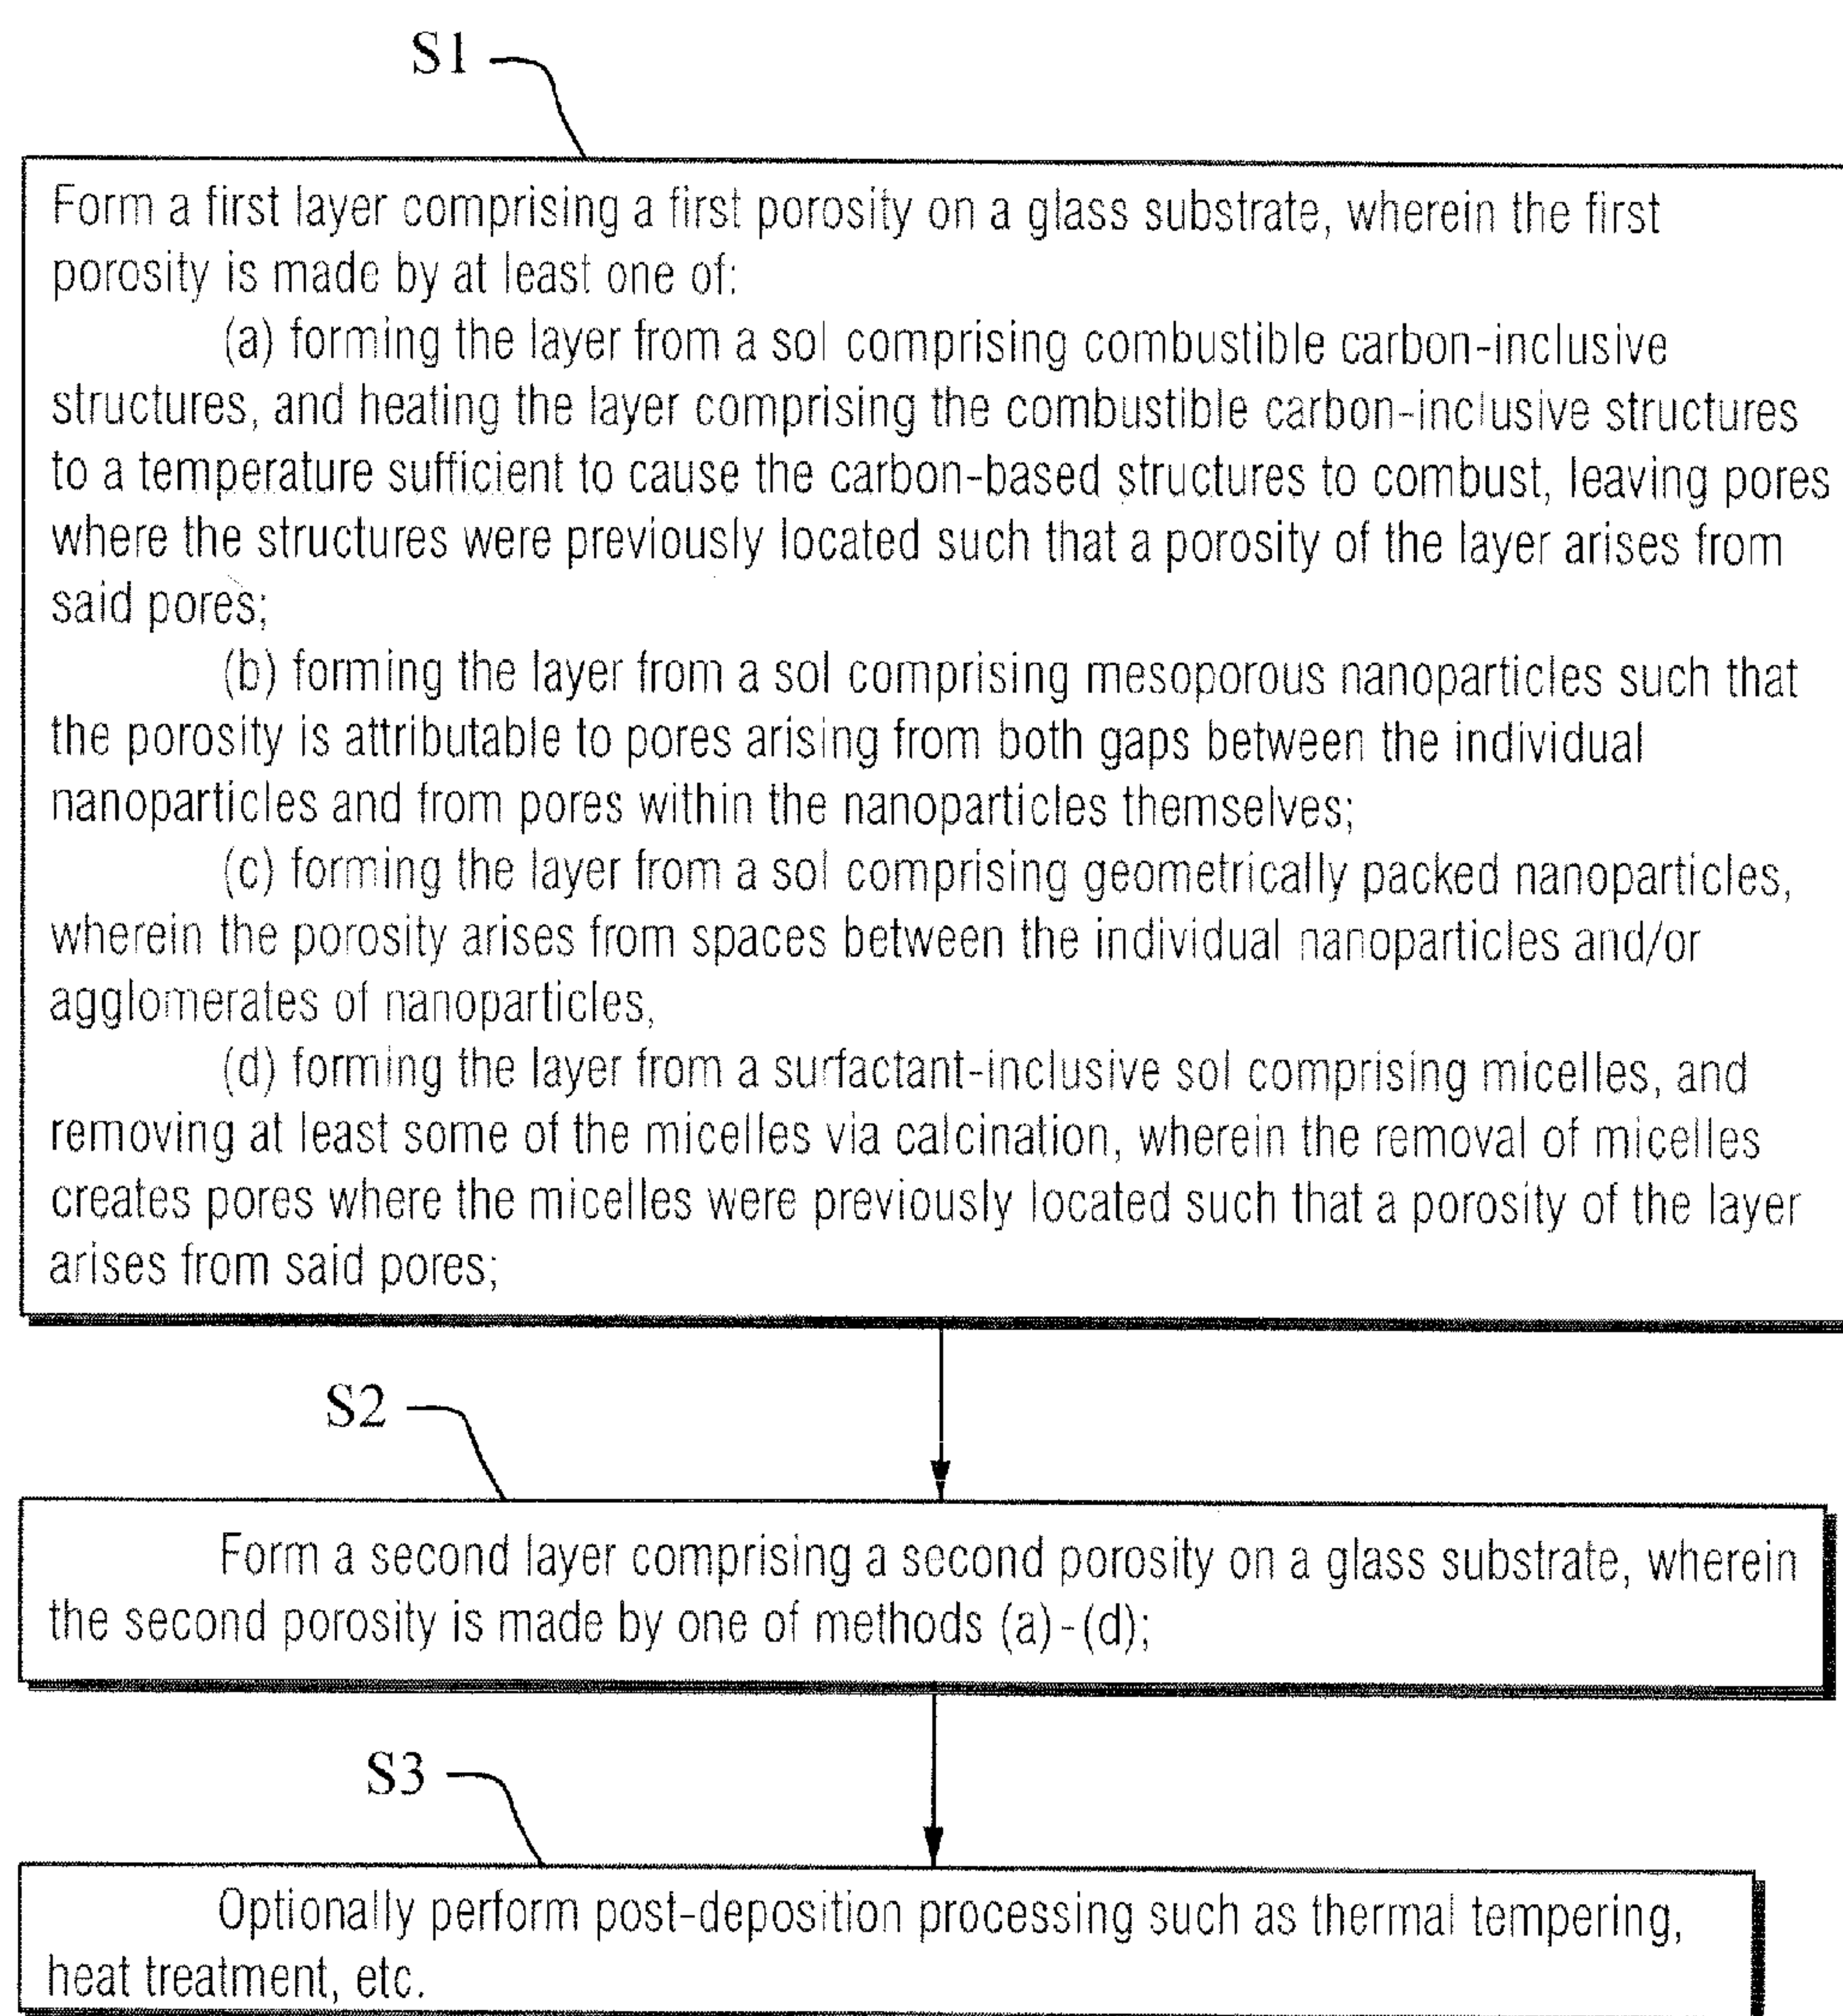 S1
Form a first layer comprising a first porosity on a glass substrate, wherein the first
porosity is made by at least one of:
(a) forming the layer from a sol comprising combustible carbon-inclusive
structures, and heating the layer comprising the combustible carbon-inclusive structures
to a temperature sufficient to cause the carbon-based structures to combust, leaving pores
where the structures were previously located such that a porosity of the layer arises from
said pores;
(b) forming the layer from a sol comprising mesoporous nanoparticles such that
the porosity is attributable to pores arising from both gaps between the individual
nanoparticles and from pores within the nanoparticles themselves;
(c) forming the layer from a sol comprising geometrically packed nanoparticles,
wherein the porosity arises from spaces between the individual nanoparticles and/or
agglomerates of nanoparticles,
(d) forming the layer from a surfactant-inclusive sol comprising micelles, and
removing at least some of the micelles via calcination, wherein the removal of micelles
creates pores where the micelles were previously located such that a porosity of the layer
arises from said pores;
S2
Form a second layer comprising a second porosity on a glass substrate, wherein
the second porosity is made by one of methods (a)-(d);
S3
Optionally perform post-deposition processing such as thermal tempering,
heat treatment, etc.